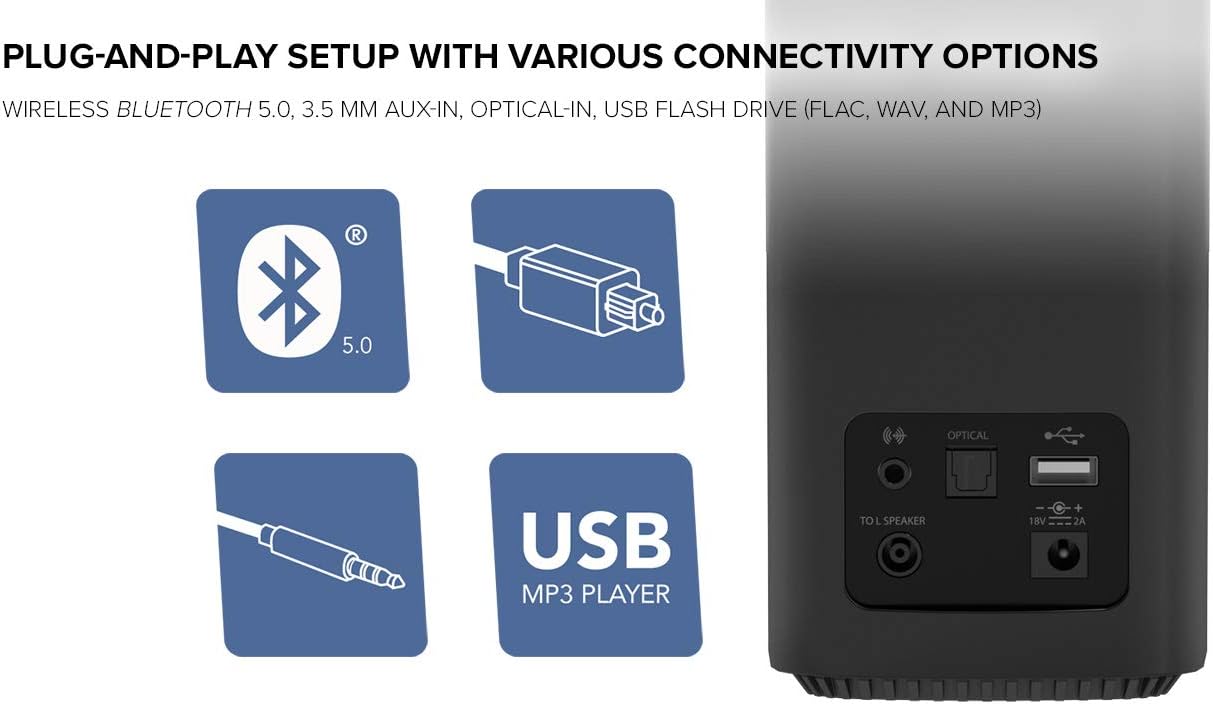 PLUG-AND-PLAY SETUP WITH VARIOUS CONNECTIVITY OPTIONS
WIRELESS BLUETOOTH 5.0, 3.5 MM AUX-IN, OPTICAL-IN, USB FLASH DRIVE (FLAC, WAV, AND MP3)
®
5.0
USB
MP3 PLAYER
OPTICAL
TO L SPEAKER
18V 2A